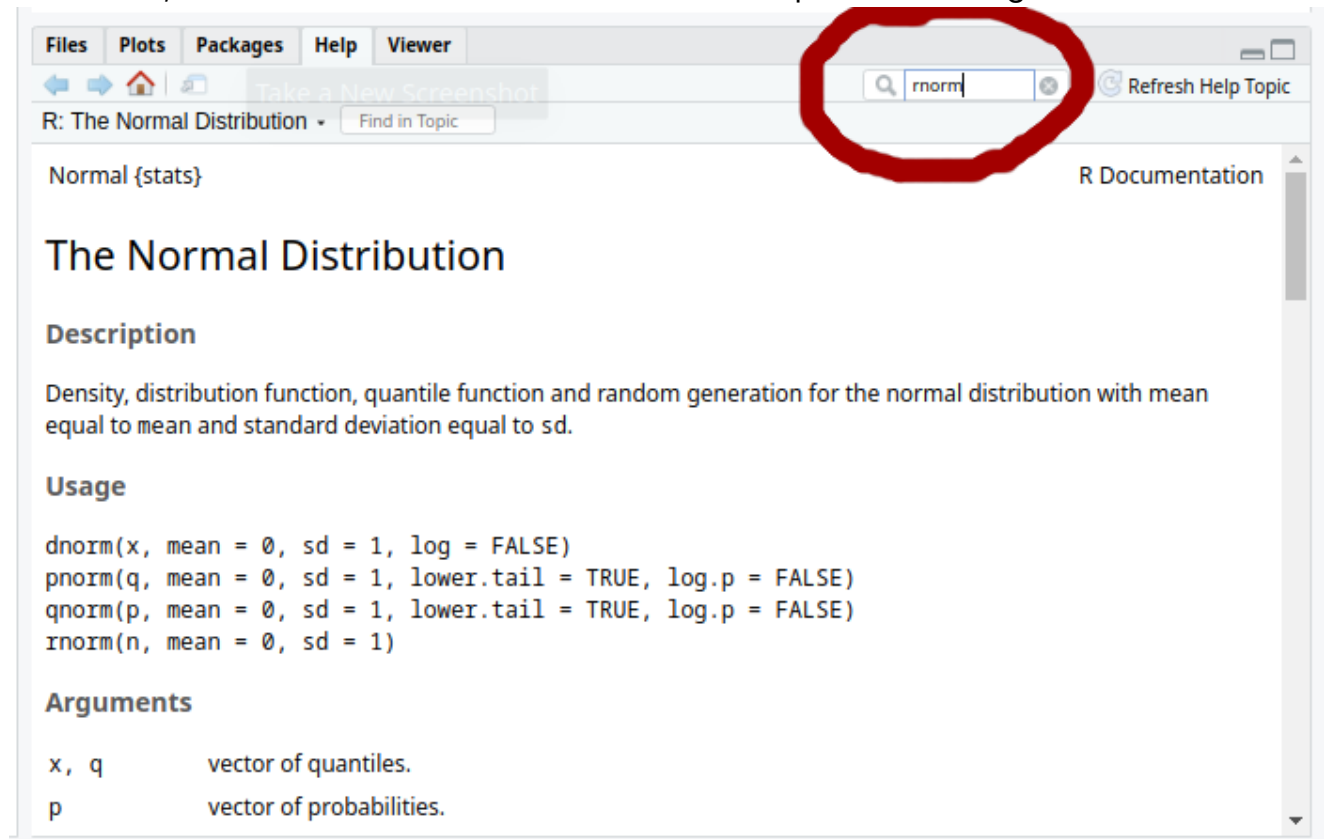 Files Plots Packages Help Viewer
rnorm Refresh Help Topic
Take a New Screenshot
R: The Normal Distribution Find in Topic
Normal {stats} R Documentation
The Normal Distribution
Description
Density, distribution function, quantile function and random generation for the normal distribution with mean
equal to mean and standard deviation equal to sd.
Usage
dnorm(x, mean = 0, sd = 1, log = FALSE)
pnorm(q, mean = 0, sd = 1, lower.tail = TRUE, log.p = FALSE)
qnorm(p, mean = 0, sd = 1, lower.tail = TRUE, log.p = FALSE)
rnorm(n, mean = 0, sd = 1)
Arguments
x, q vector of quantiles.
p vector of probabilities.